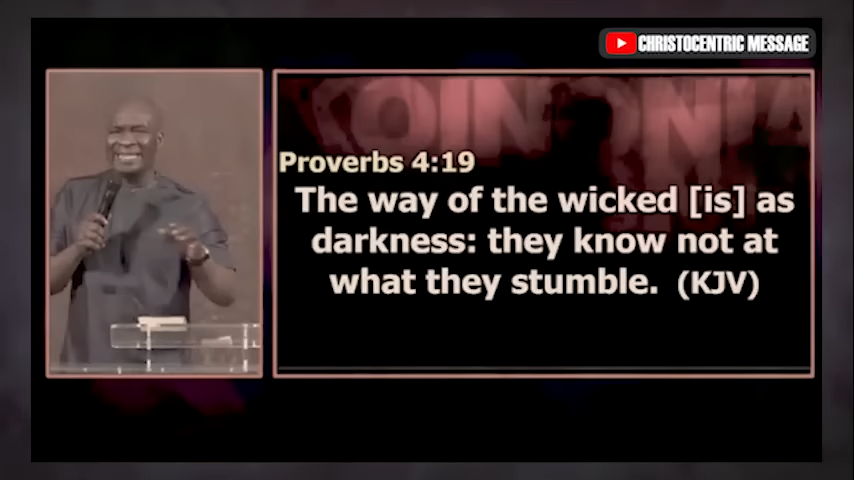 CHRISTOCENTRIC MESSAGE
KOINONIA
Proverbs 4:19
The way of the wicked [is] as
darkness: they know not at
what they stumble. (KJV)